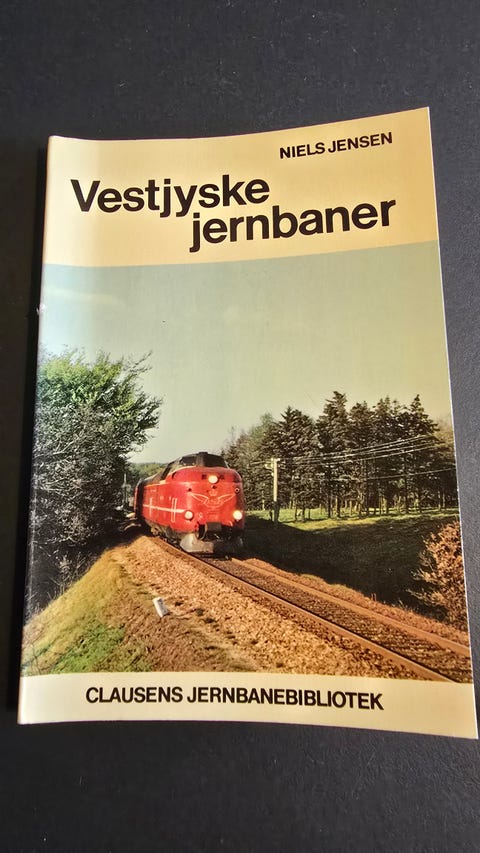 NIELS JENSEN
Vestjyske
jernbaner
CLAUSENS JERNBANEBIBLIOTEK